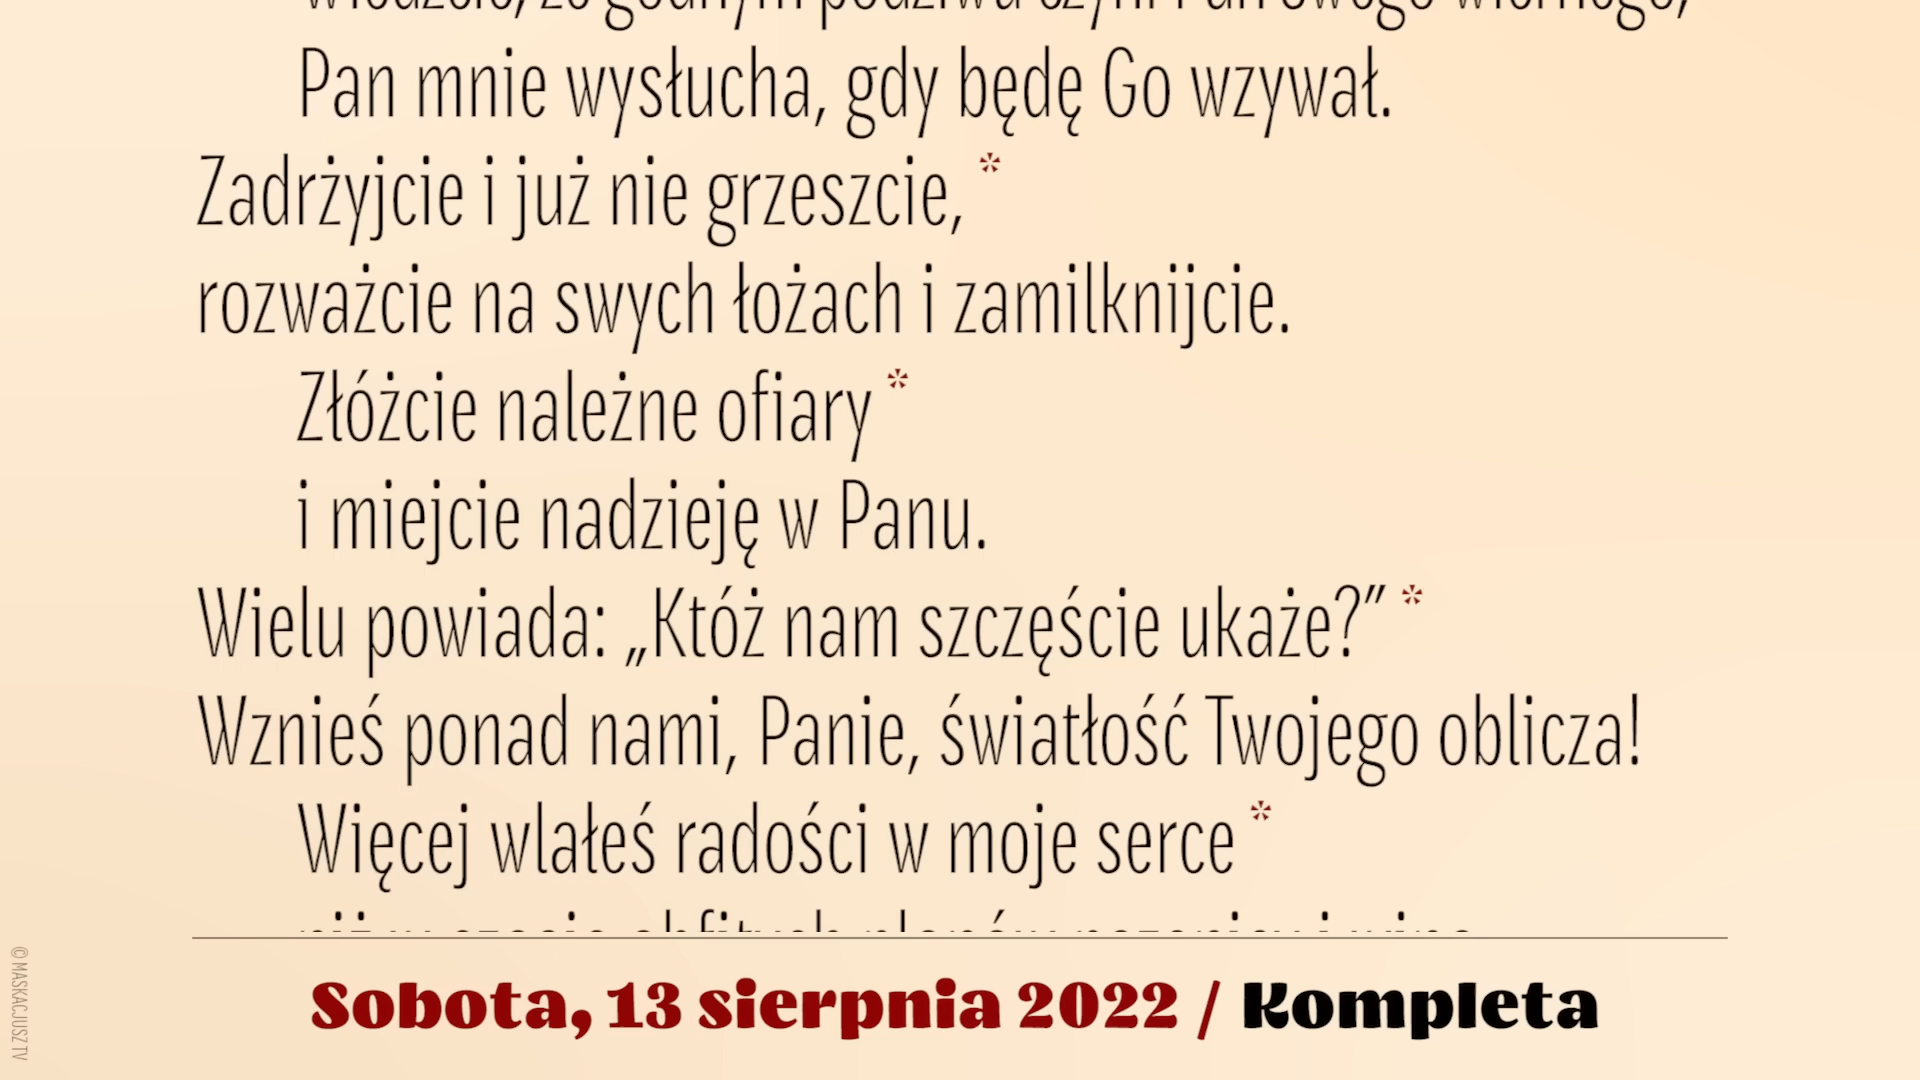 Pan mnie wysłucha, gdy będę Go wzywał.
Zadrżyjcie i już nie grzeszcie, *
rozważcie na swych łożach i zamilknijcie.
Złóżcie należne ofiary *
i miejcie nadzieję w Panu.
Wielu powiada: „Któż nam szczęście ukaże?” *
Wznieś ponad nami, Panie, światłość Twojego oblicza!
Więcej wlałeś radości w moje serce *
Sobota, 13 sierpnia 2022 / Kompleta
© MASKACJUSZ TV